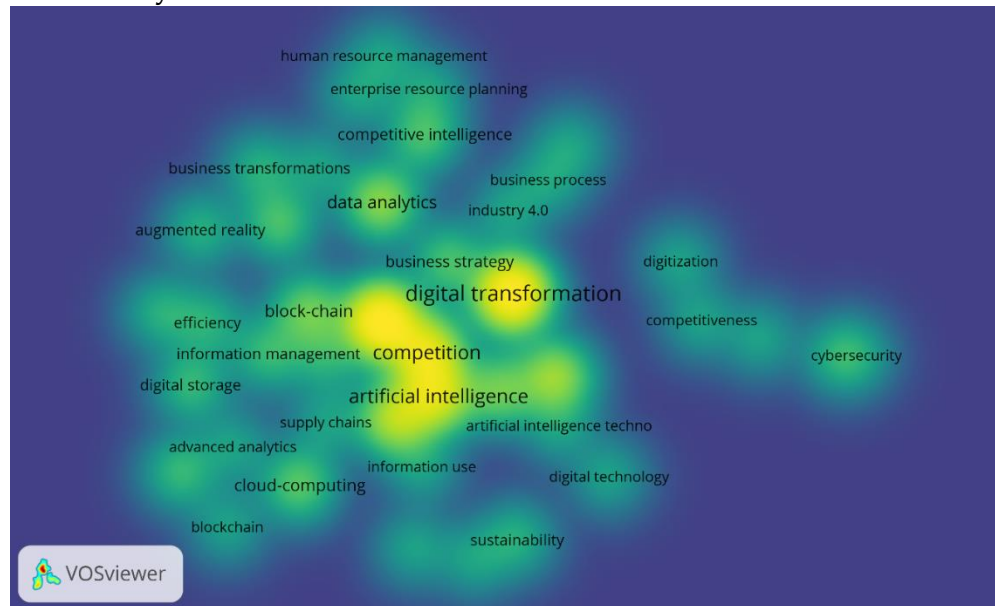 human resource management
enterprise resource planning
competitive intelligence
business transformations
business process
data analytics
industry 4.0
augmented reality
business strategy
digitization
digital transformation
block-chain
efficiency
competitiveness
information management
competition
cybersecurity
digital storage
artificial intelligence
supply chains
artificial intelligence techno
advanced analytics
information use
digital technology
cloud-computing
blockchain
sustainability
VOSviewer